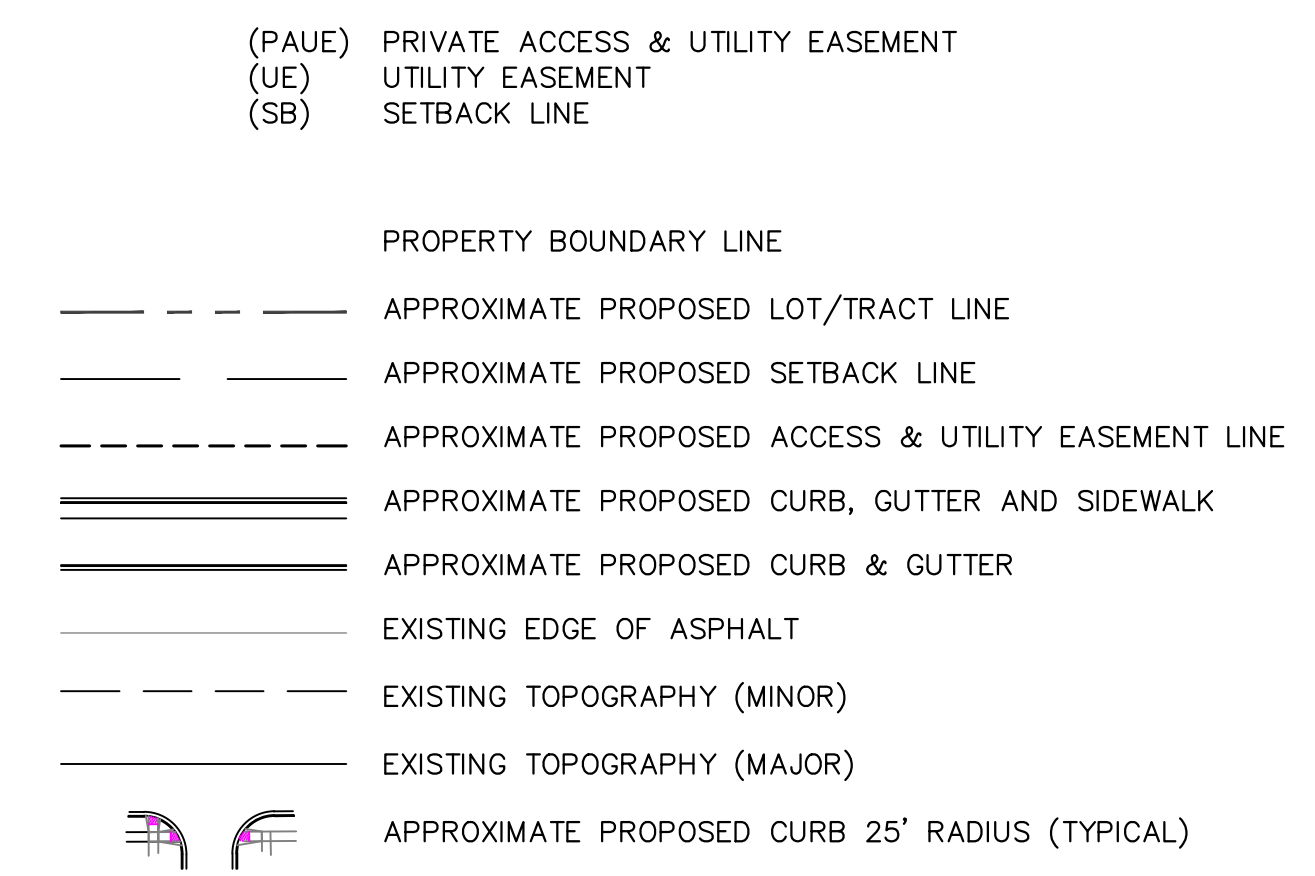 (PAUE) PRIVATE ACCESS & UTILITY EASEMENT
(UE) UTILITY EASEMENT
(SB) SETBACK LINE
PROPERTY BOUNDARY LINE
APPROXIMATE PROPOSED LOT/TRACT LINE
APPROXIMATE PROPOSED SETBACK LINE
APPROXIMATE PROPOSED ACCESS & UTILITY EASEMENT LINE
APPROXIMATE PROPOSED CURB, GUTTER AND SIDEWALK
APPROXIMATE PROPOSED CURB & GUTTER
EXISTING EDGE OF ASPHALT
EXISTING TOPOGRAPHY (MINOR)
EXISTING TOPOGRAPHY (MAJOR)
APPROXIMATE PROPOSED CURB 25' RADIUS (TYPICAL)